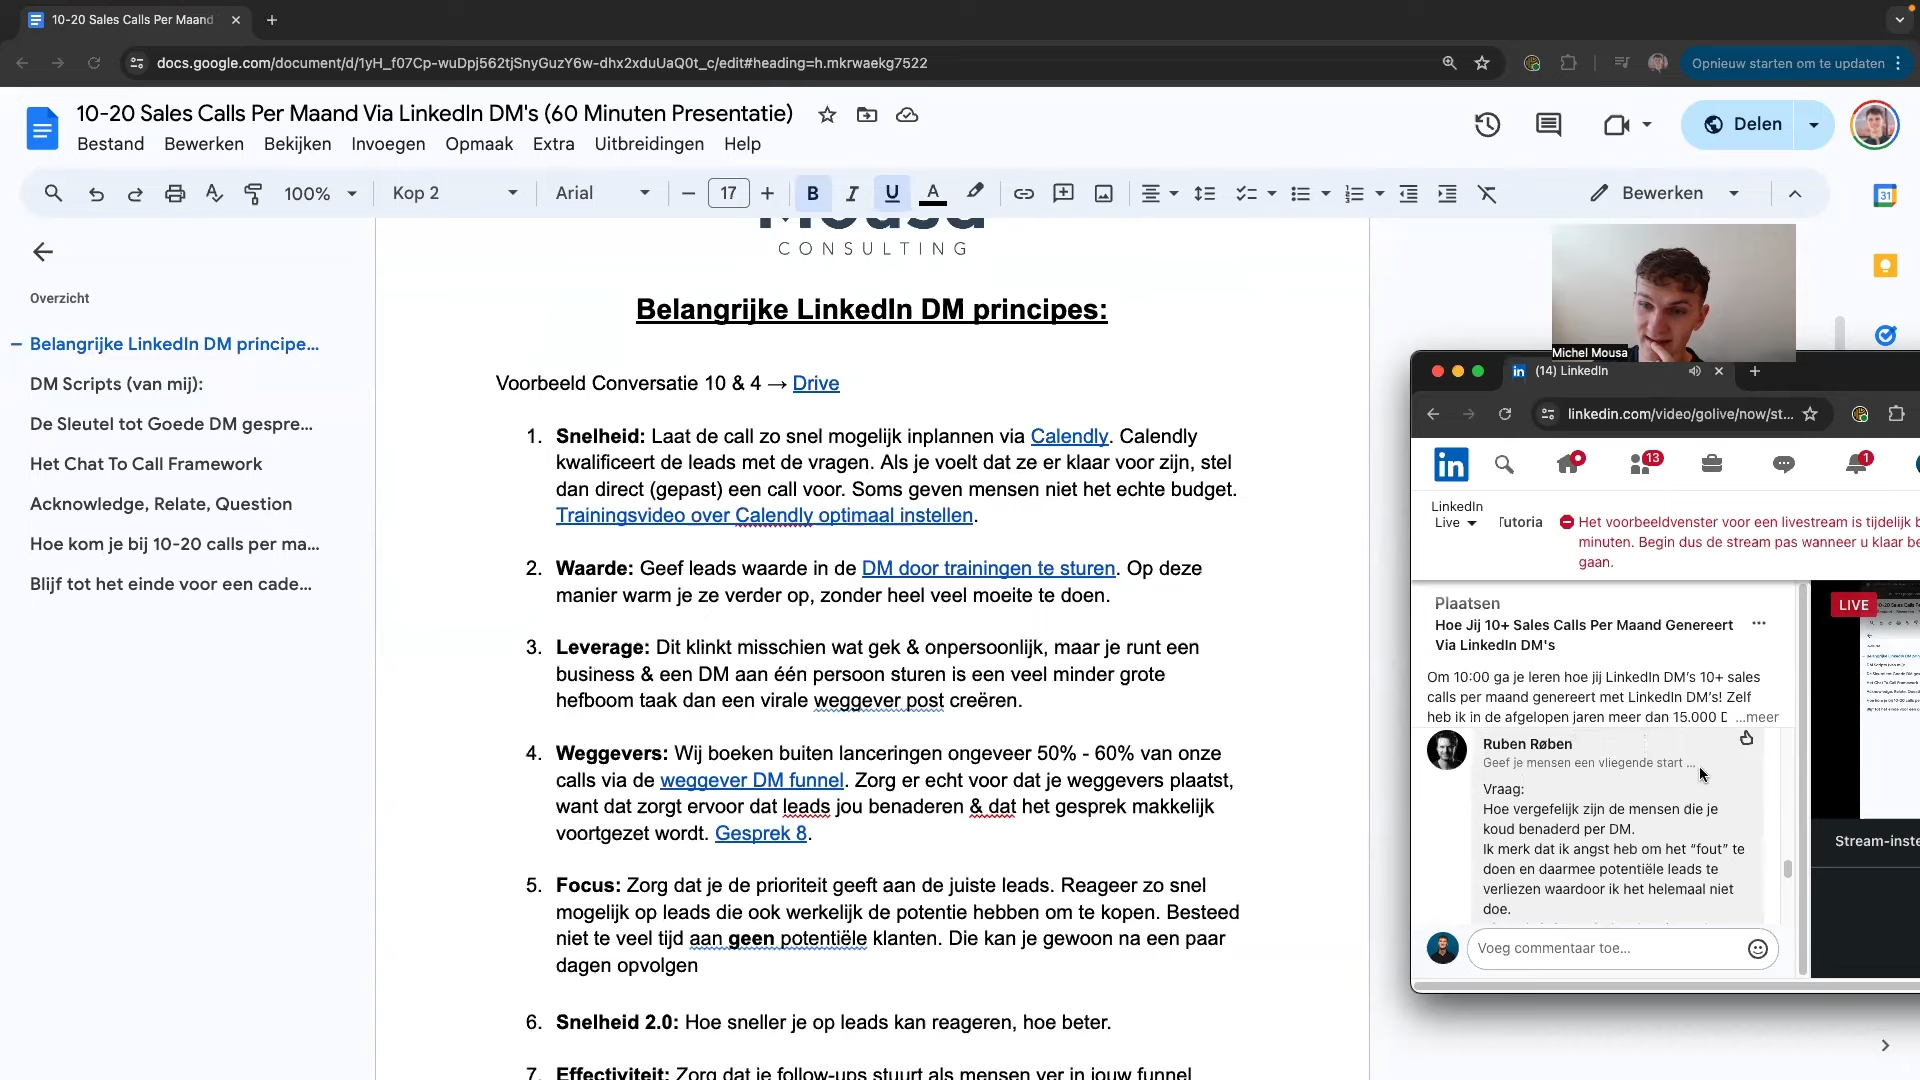 10-20 Sales Calls Per Maand
docs.google.com/document/d/1yH_f07Cp-wuDpj562tjSnyGuzY6w-dhx2xduUaQ0t_c/edit#heading=h.mkrwaekg7522
Opnieuw starten om te updaten
10-20 Sales Calls Per Maand Via LinkedIn DM's (60 Minuten Presentatie)
Bestand Bewerken Bekijken Invoegen Opmaak Extra Uitbreidingen Help
Delen
100% Kop 2 Arial 17 B I U A Bewerken
31
Overzicht
Belangrijke LinkedIn DM principe...
DM Scripts (van mij):
De Sleutel tot Goede DM gespre...
Het Chat To Call Framework
Acknowledge, Relate, Question
Hoe kom je bij 10-20 calls per ma...
Blijf tot het einde voor een cade...
Mousa
CONSULTING
Belangrijke LinkedIn DM principes:
Voorbeeld Conversatie 10 & 4 → Drive
1. Snelheid: Laat de call zo snel mogelijk inplannen via Calendly. Calendly
kwalificeert de leads met de vragen. Als je voelt dat ze er klaar voor zijn, stel
dan direct (gepast) een call voor. Soms geven mensen niet het echte budget.
Trainingsvideo over Calendly optimaal instellen.
2. Waarde: Geef leads waarde in de DM door trainingen te sturen. Op deze
manier warm je ze verder op, zonder heel veel moeite te doen.
3. Leverage: Dit klinkt misschien wat gek & onpersoonlijk, maar je runt een
business & een DM aan één persoon sturen is een veel minder grote
hefboom taak dan een virale weggever post creëren.
4. Weggevers: Wij boeken buiten lanceringen ongeveer 50% - 60% van onze
calls via de weggever DM funnel. Zorg er echt voor dat je weggevers plaatst,
want dat zorgt ervoor dat leads jou benaderen & dat het gesprek makkelijk
voortgezet wordt. Gesprek 8.
5. Focus: Zorg dat je de prioriteit geeft aan de juiste leads. Reageer zo snel
mogelijk op leads die ook werkelijk de potentie hebben om te kopen. Besteed
niet te veel tijd aan geen potentiële klanten. Die kan je gewoon na een paar
dagen opvolgen
6. Snelheid 2.0: Hoe sneller je op leads kan reageren, hoe beter.
7. Effectiviteit: Zorg dat je follow-ups stuurt als mensen ver in jouw funnel
Michel Mousa
(14) LinkedIn
linkedin.com/video/golive/now/st...
in
13
1
LinkedIn
Live
Tutoria
Het voorbeeldvenster voor een livestream is tijdelijk b
minuten. Begin dus de stream pas wanneer u klaar be
gaan.
Plaatsen
Hoe Jij 10+ Sales Calls Per Maand Genereert
Via LinkedIn DM's
Om 10:00 ga je leren hoe jij LinkedIn DM's 10+ sales
calls per maand genereert met LinkedIn DM's! Zelf
heb ik in de afgelopen jaren meer dan 15.000 D ...meer
Ruben Røben
Geef je mensen een vliegende start ...
Vraag:
Hoe vergefelijk zijn de mensen die je
koud benaderd per DM.
Ik merk dat ik angst heb om het “fout” te
doen en daarmee potentiële leads te
verliezen waardoor ik het helemaal niet
doe.
Voeg commentaar toe...
LIVE
Stream-inste